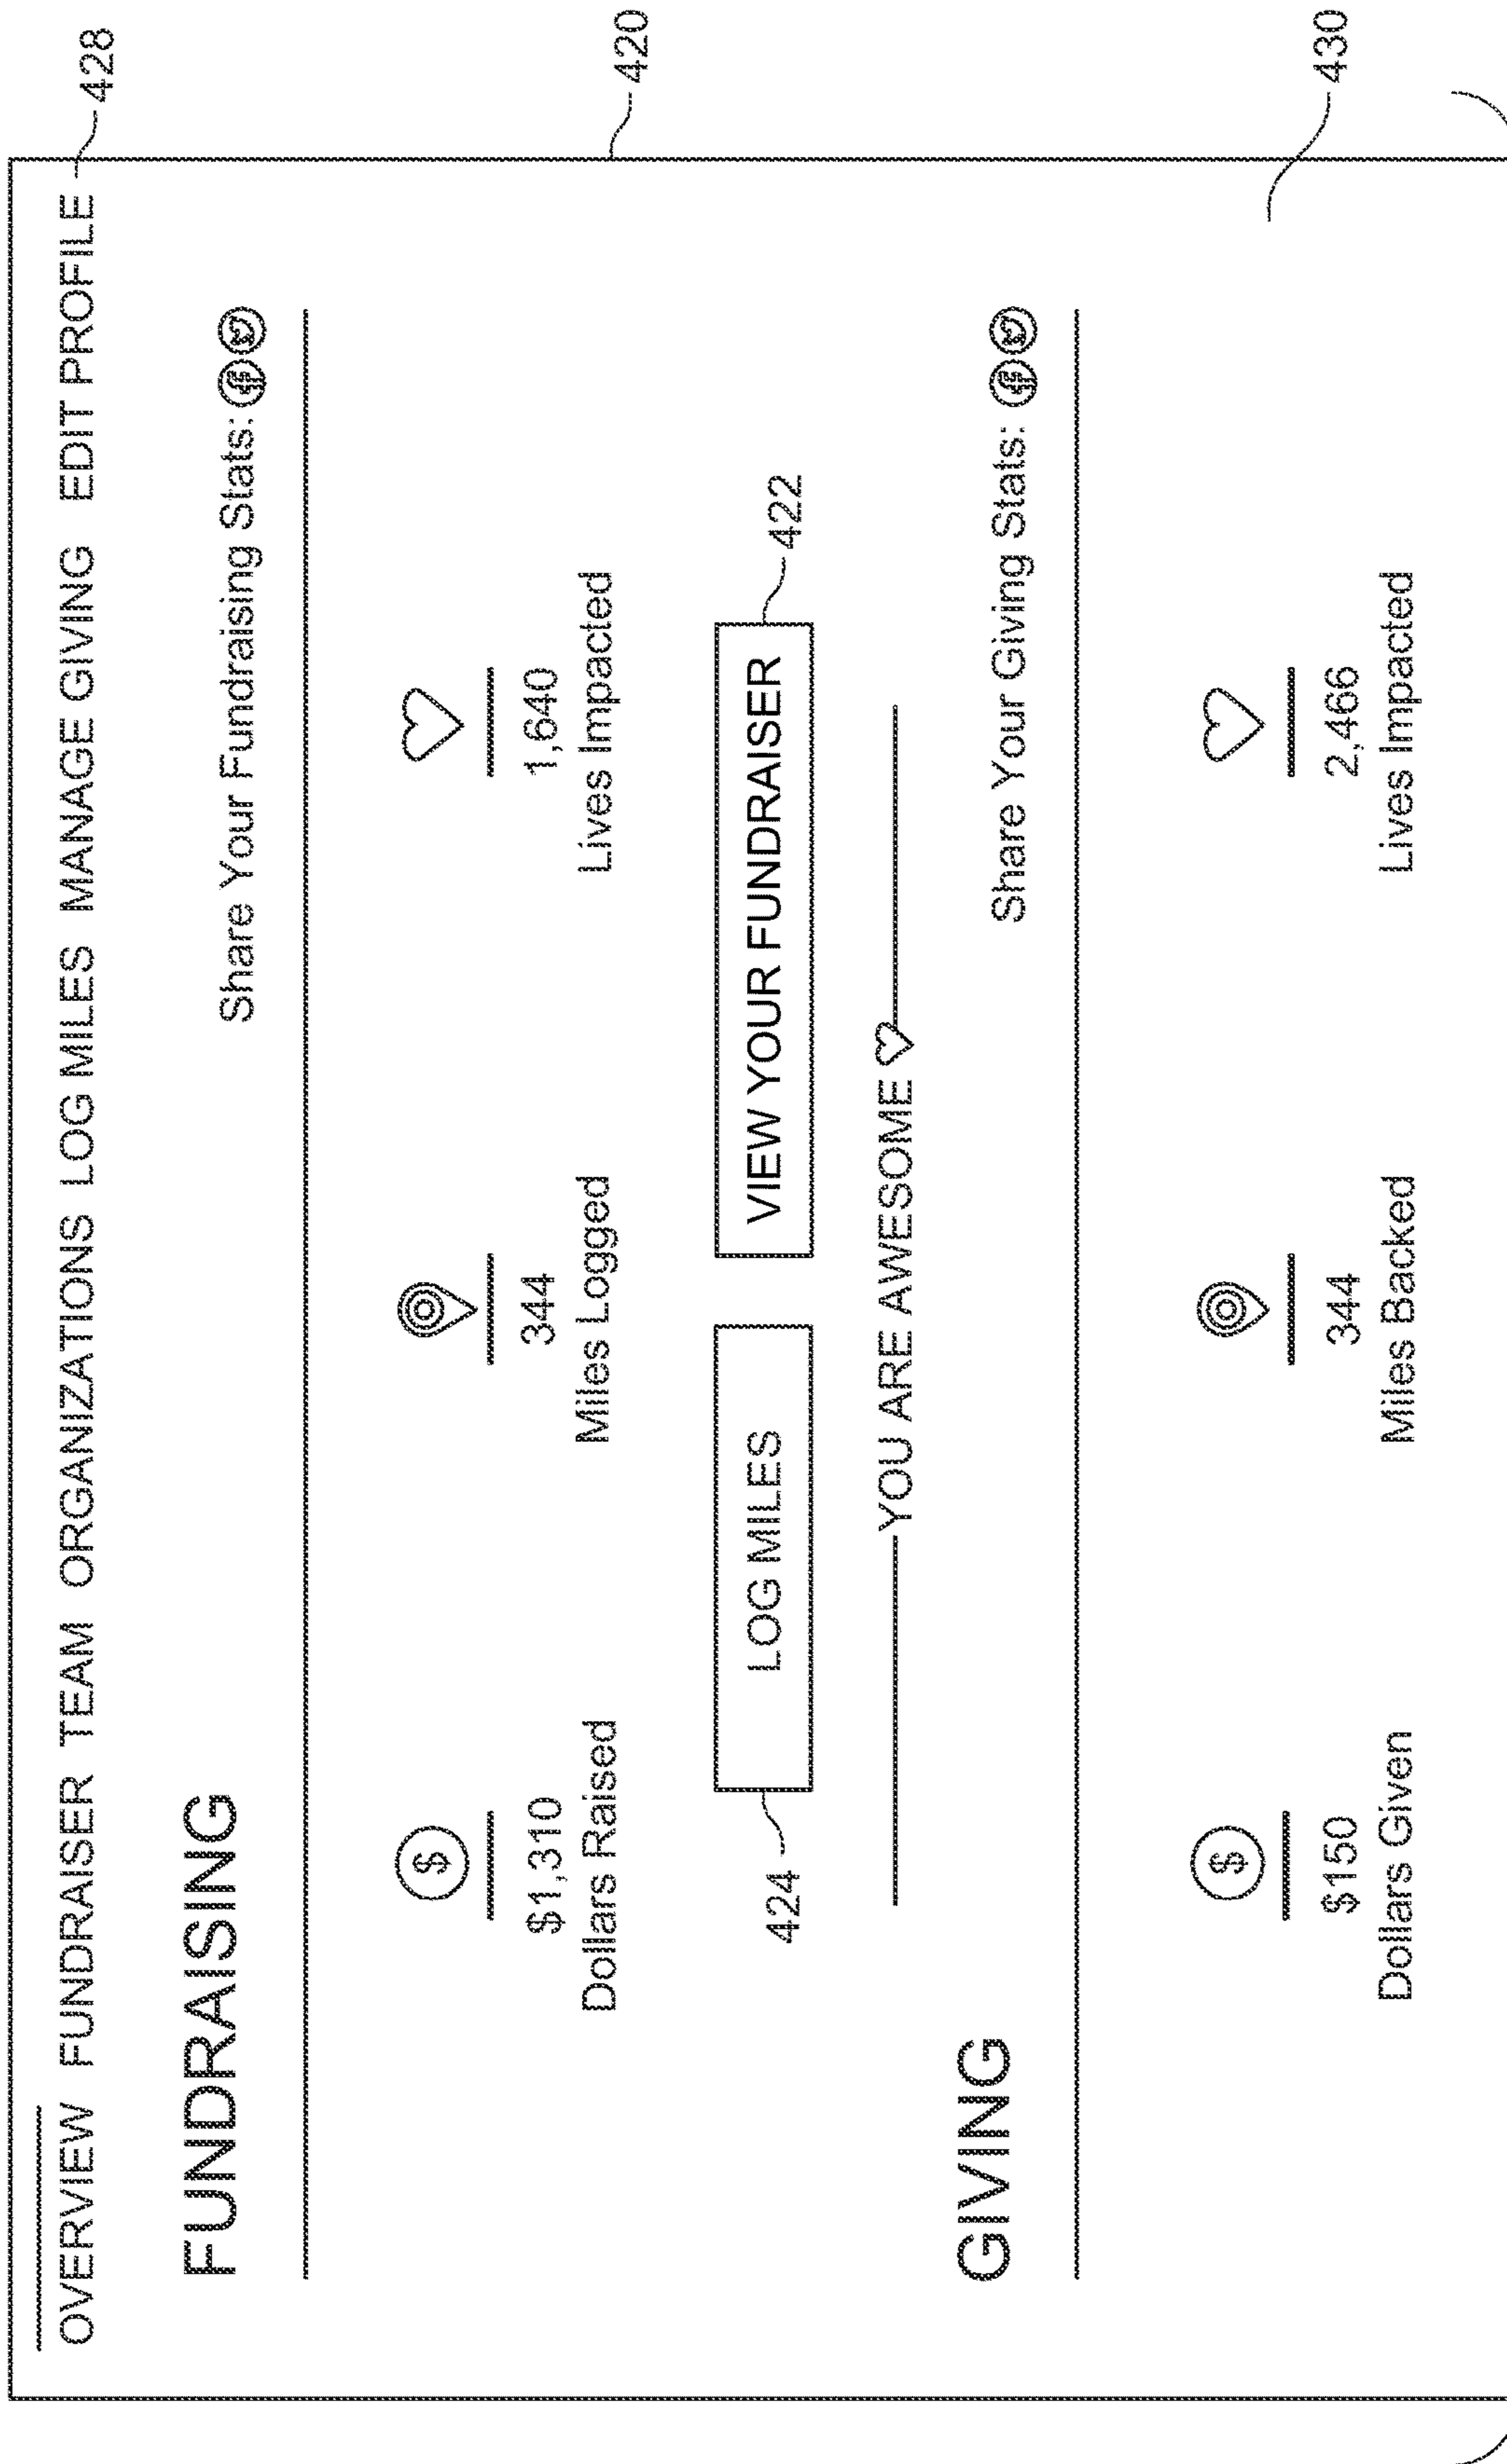 OVERVIEW FUNDRAISER TEAM ORGANIZATIONS LOG MILES MANAGE GIVING EDIT PROFILE 428
FUNDRAISING
Share Your Fundraising Stats:
$
$1,310
Dollars Raised
344
Miles Logged
1,640
Lives Impacted
420
424
LOG MILES
VIEW YOUR FUNDRAISER
422
YOU ARE AWESOME
GIVING
Share Your Giving Stats:
430
$
$150
Dollars Given
344
Miles Backed
2,466
Lives Impacted